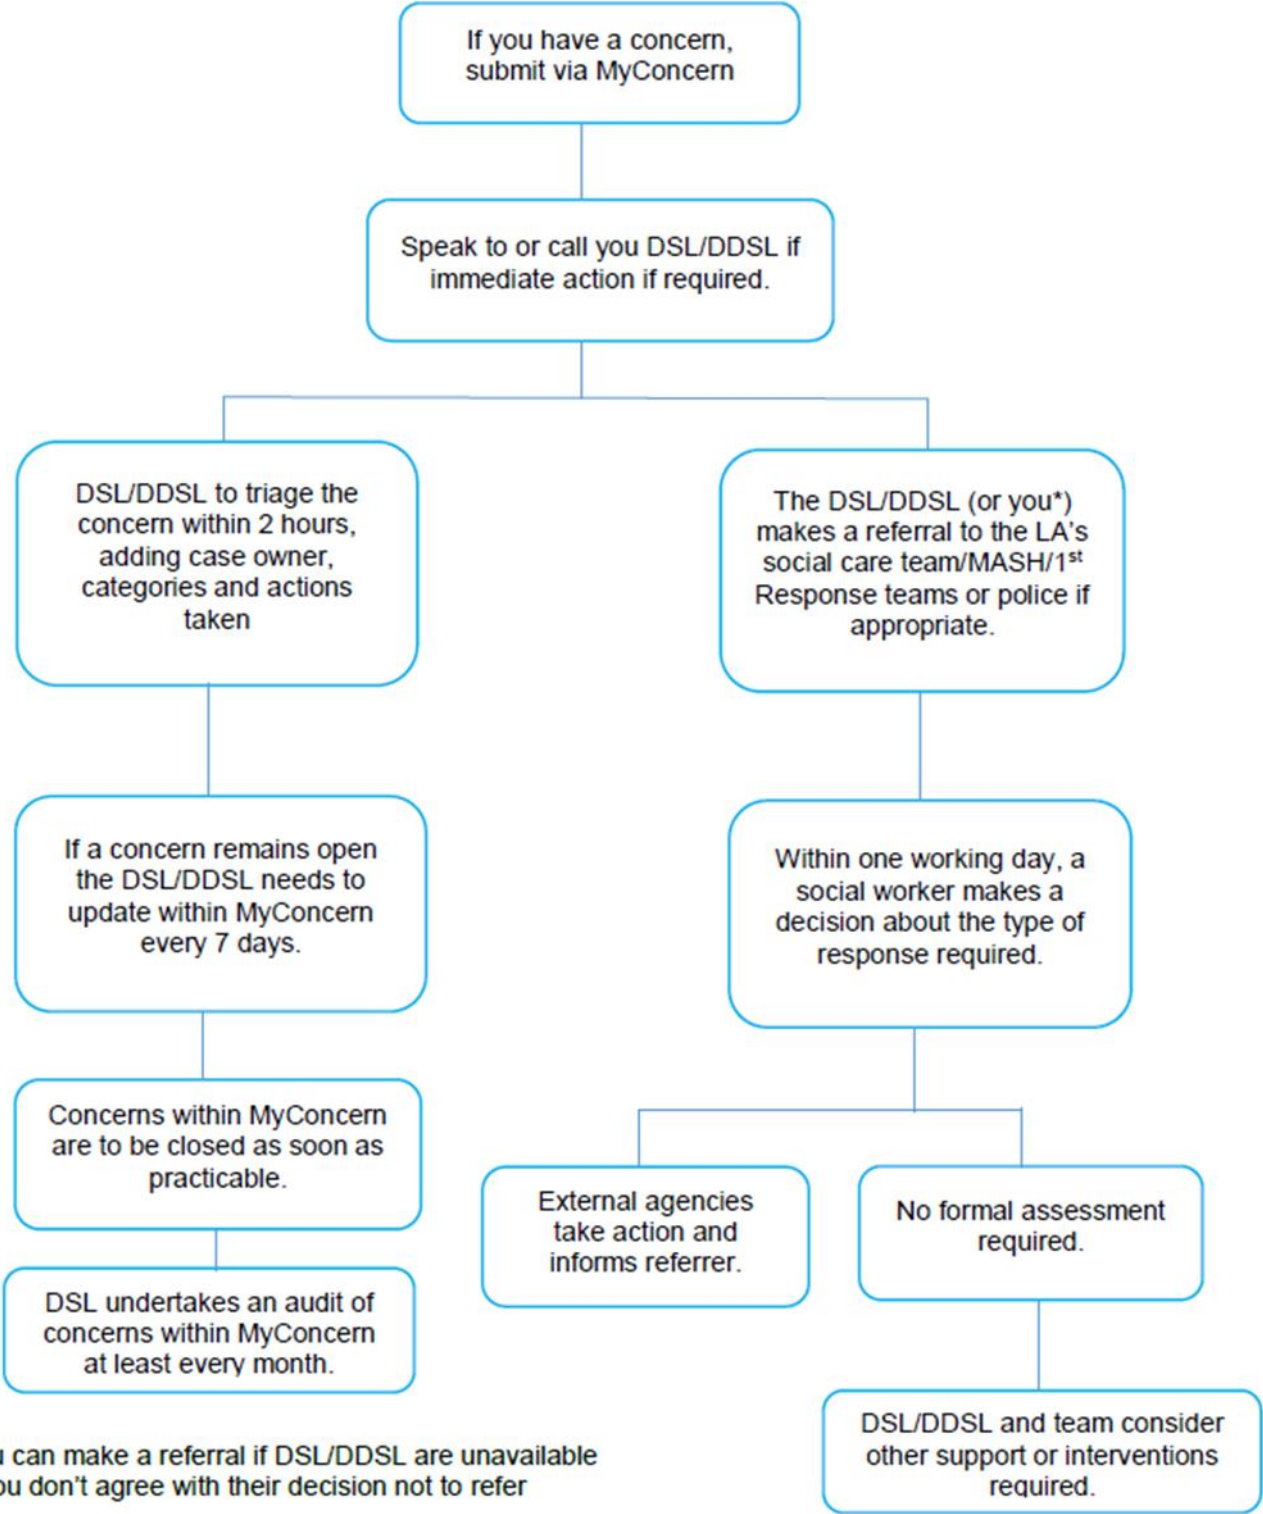 If you have a concern,
submit via MyConcern
Speak to or call you DSL/DDSL if
immediate action if required.
DSL/DDSL to triage the
concern within 2 hours,
adding case owner,
categories and actions
taken
The DSL/DDSL (or you*)
makes a referral to the LA's
social care team/MASH/1st
Response teams or police if
appropriate.
If a concern remains open
the DSL/DDSL needs to
update within MyConcern
every 7 days.
Within one working day, a
social worker makes a
decision about the type of
response required.
Concerns within MyConcern
are to be closed as soon as
practicable.
External agencies
take action and
informs referrer.
No formal assessment
required.
DSL undertakes an audit of
concerns within MyConcern
at least every month.
DSL/DDSL and team consider
other support or interventions
required.
can make a referral if DSL/DDSL are unavailable
don't agree with their decision not to refer